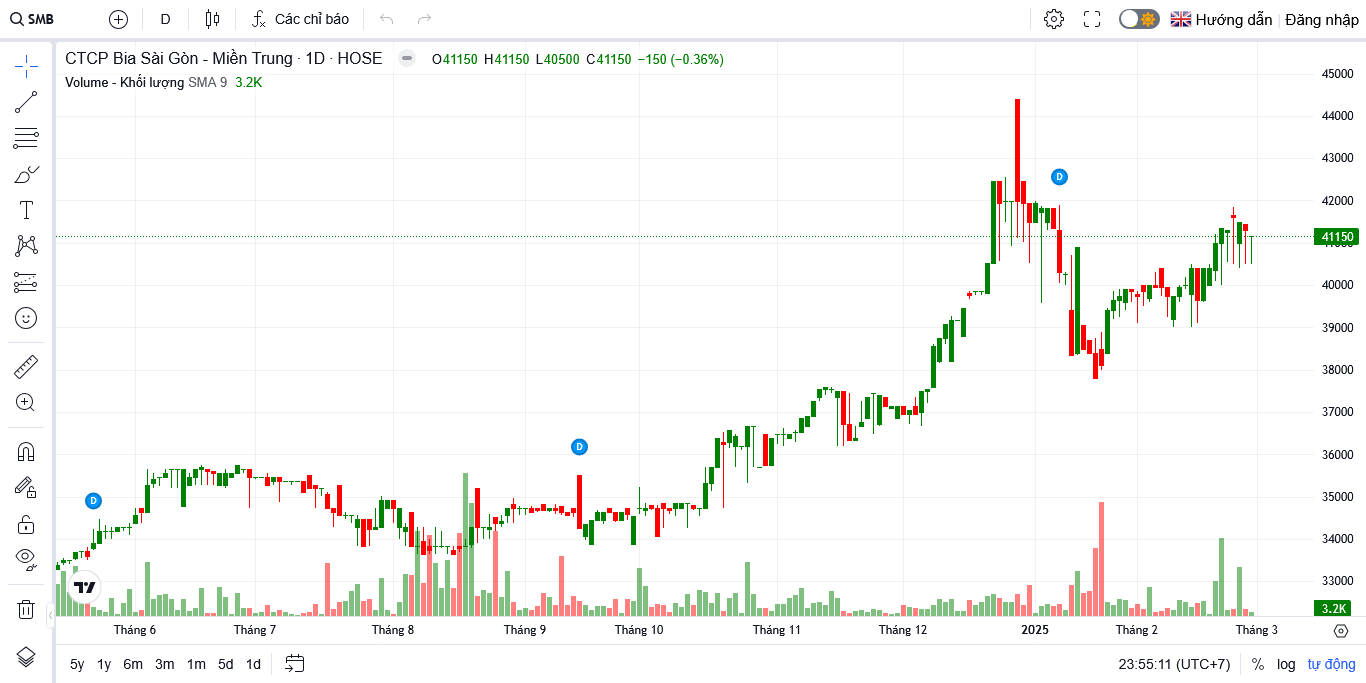 SMB D Các chỉ báo Hướng dẫn Đăng nhập
CTCP Bia Sài Gòn - Miền Trung · 1D · HOSE O41150 H41150 L40500 C41150 −150 (−0.36%)
Volume - Khối lượng SMA 9 3.2K
45000
44000
43000
42000
41150
41000
40000
39000
38000
37000
36000
35000
34000
33000
3.2K
D
D
D
Tháng 6 Tháng 7 Tháng 8 Tháng 9 Tháng 10 Tháng 11 Tháng 12 2025 Tháng 2 Tháng 3
5y 1y 6m 3m 1m 5d 1d 23:55:11 (UTC+7) % log tự động